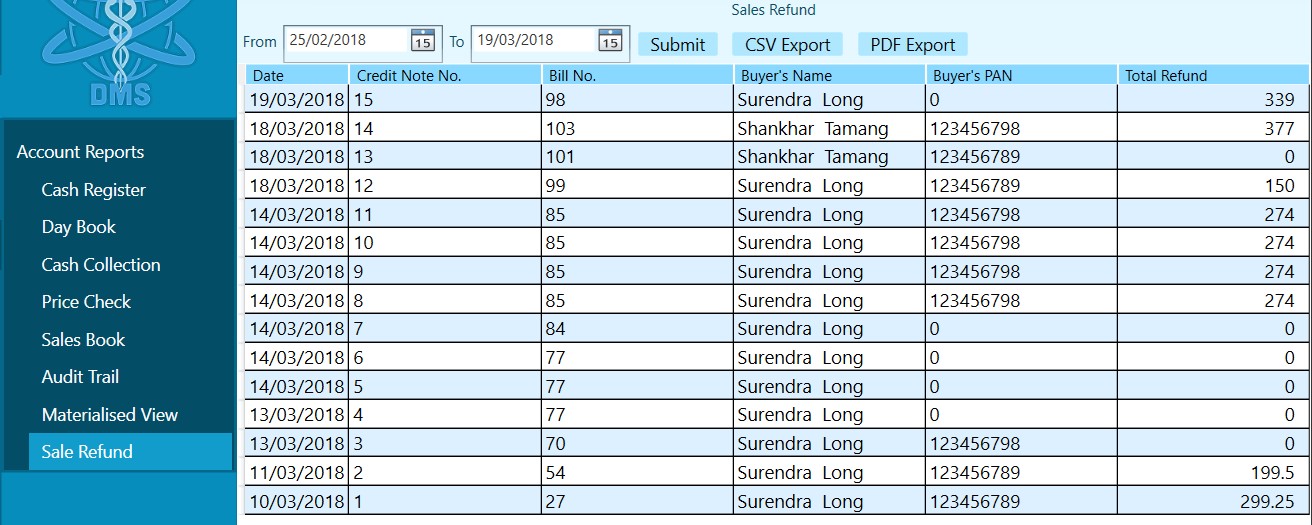 DMS
Account Reports
Cash Register
Day Book
Cash Collection
Price Check
Sales Book
Audit Trail
Materialised View
Sale Refund
Sales Refund
From 25/02/2018 15 To 19/03/2018 15 Submit CSV Export PDF Export
Date Credit Note No. Bill No. Buyer's Name Buyer's PAN Total Refund
19/03/2018 15 98 Surendra Long 0 339
18/03/2018 14 103 Shankhar Tamang 123456798 377
18/03/2018 13 101 Shankhar Tamang 123456789 0
18/03/2018 12 99 Surendra Long 123456789 150
14/03/2018 11 85 Surendra Long 123456798 274
14/03/2018 10 85 Surendra Long 123456798 274
14/03/2018 9 85 Surendra Long 123456798 274
14/03/2018 8 85 Surendra Long 123456798 274
14/03/2018 7 84 Surendra Long 0 0
14/03/2018 6 77 Surendra Long 0 0
14/03/2018 5 77 Surendra Long 0 0
13/03/2018 4 77 Surendra Long 0 0
13/03/2018 3 70 Surendra Long 123456798 0
11/03/2018 2 54 Surendra Long 123456789 199.5
10/03/2018 1 27 Surendra Long 123456789 299.25